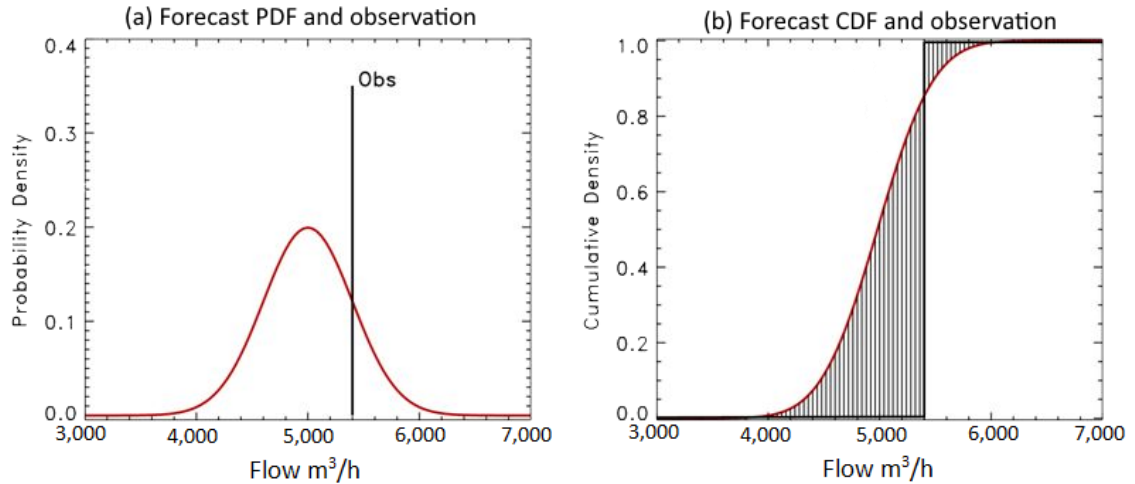 (a) Forecast PDF and observation
0.4
0.3
0.2
0.1
0.0
Probability Density
Obs
3,000 4,000 5,000 6,000 7,000
Flow m³/h
(b) Forecast CDF and observation
1.0
0.8
0.6
0.4
0.2
0.0
Cumulative Density
3,000 4,000 5,000 6,000 7,000
Flow m³/h